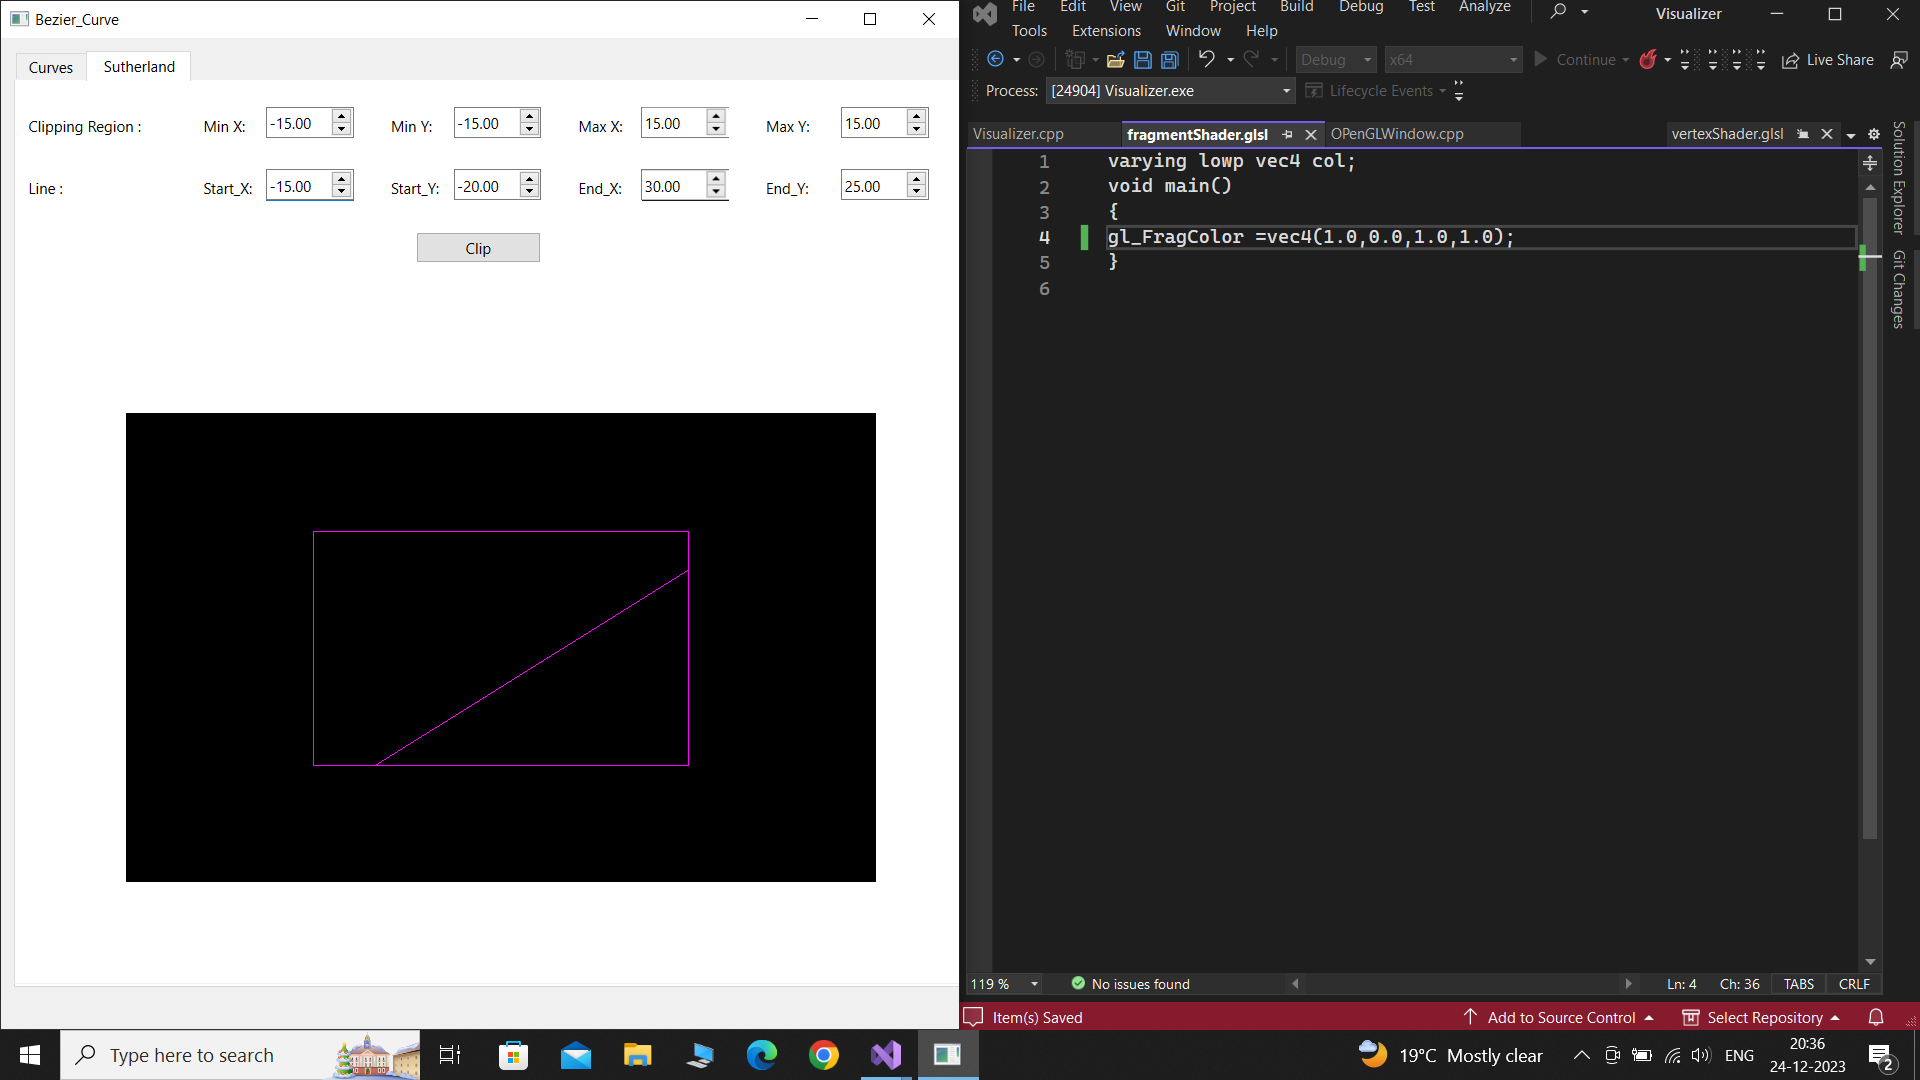 Bezier_Curve
Curves
Sutherland
Clipping Region :
Min X:
-15.00
Min Y:
-15.00
Max X:
15.00
Max Y:
15.00
Line :
Start_X:
-15.00
Start_Y:
-20.00
End_X:
30.00
End_Y:
25.00
Clip
File Edit View Git Project Build Debug Test Analyze
Visualizer
Tools Extensions Window Help
Debug
x64
Continue
Live Share
Process: [24904] Visualizer.exe
Lifecycle Events
Visualizer.cpp
fragmentShader.glsl
OPenGLWindow.cpp
vertexShader.glsl
1 varying lowp vec4 col;
2 void main()
3 {
4 gl_FragColor =vec4(1.0,0.0,1.0,1.0);
5 }
6
Solution Explorer
Git Changes
119 %
No issues found
Ln: 4
Ch: 36
TABS
CRLF
Item(s) Saved
Add to Source Control
Select Repository
Type here to search
19°C Mostly clear
ENG
20:36
24-12-2023
2